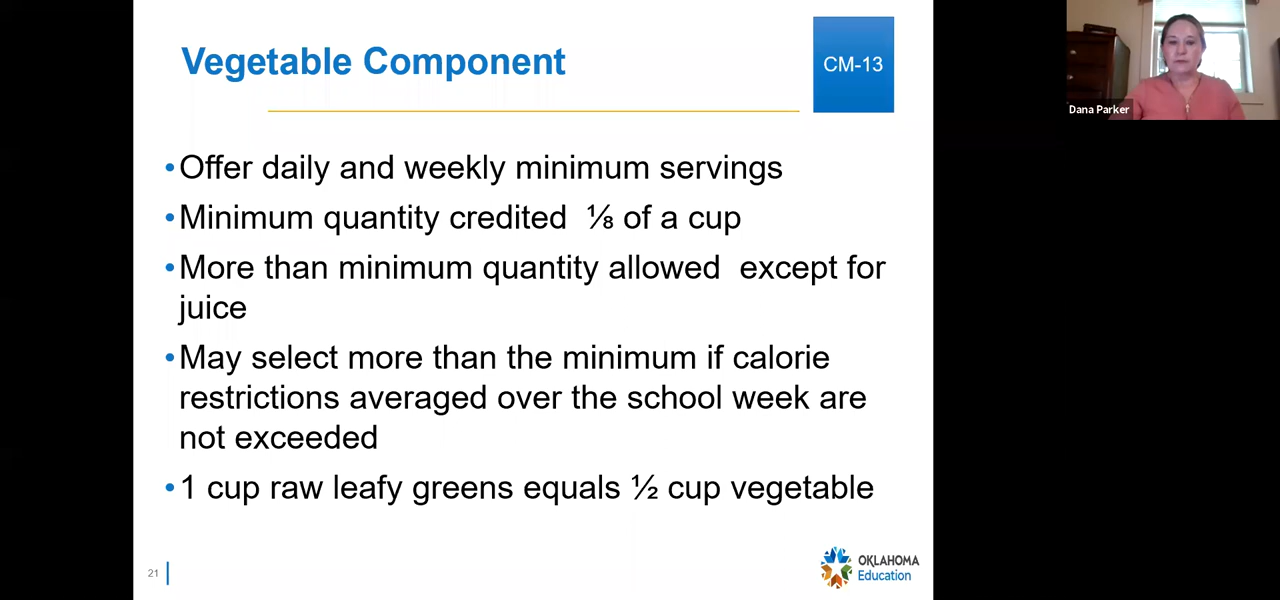 Vegetable Component
CM-13
Dana Parker
•Offer daily and weekly minimum servings
•Minimum quantity credited  ⅛ of a cup
•More than minimum quantity allowed  except for
juice
•May select more than the minimum if calorie
restrictions averaged over the school week are
not exceeded
•1 cup raw leafy greens equals ½ cup vegetable
21
OKLAHOMA
Education